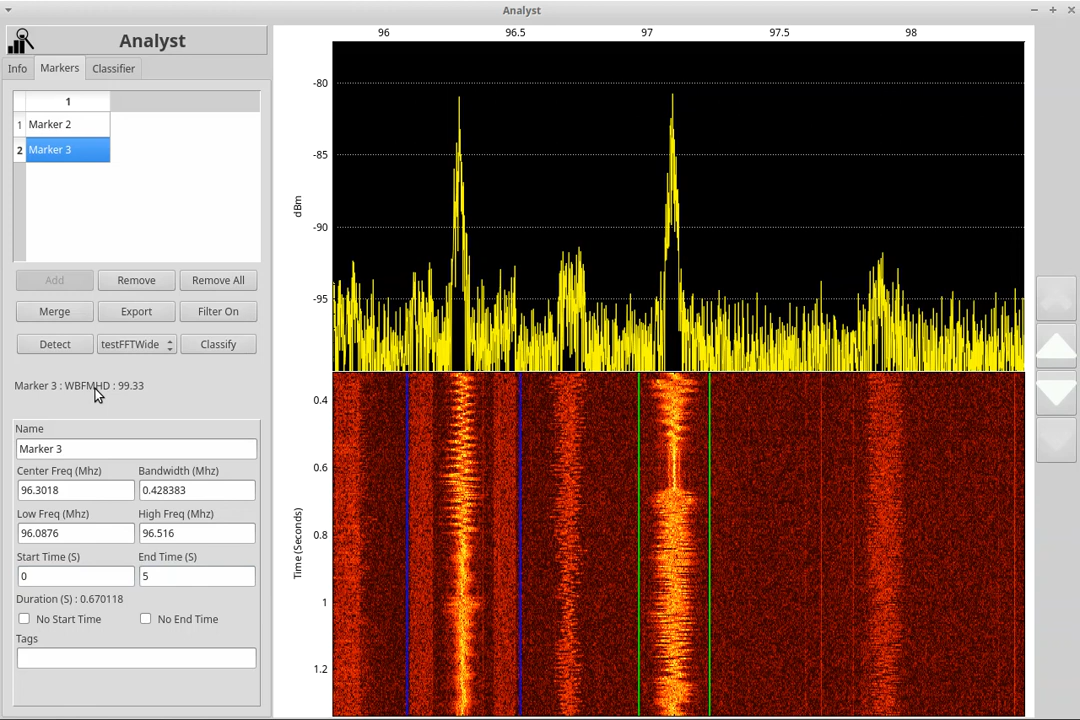 Analyst
Analyst
Info Markers Classifier
1
1 Marker 2
2 Marker 3
Add Remove Remove All
Merge Export Filter On
Detect testFFTWide Classify
Marker 3 : WBFMHD : 99.33
Name
Marker 3
Center Freq (Mhz) Bandwidth (Mhz)
96.3018 0.428383
Low Freq (Mhz) High Freq (Mhz)
96.0876 96.516
Start Time (S) End Time (S)
0 5
Duration (S) : 0.670118
No Start Time No End Time
Tags
96 96.5 97 97.5 98
-80
-85
dBm
-90
-95
0.4
0.6
Time (Seconds)
0.8
1
1.2